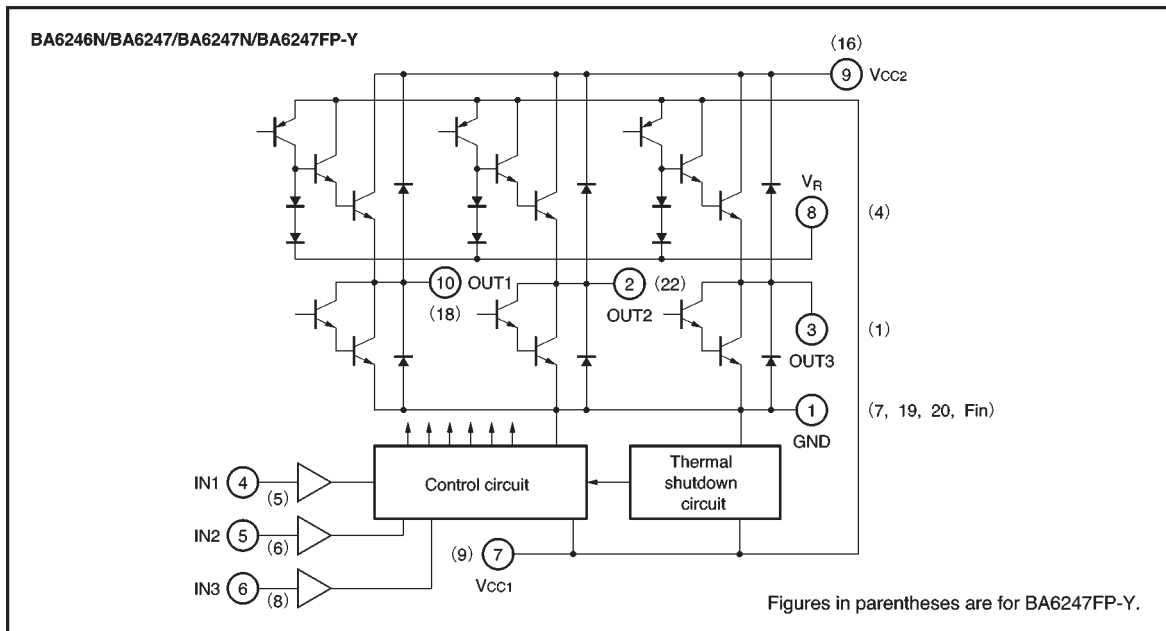 BA6246N/BA6247/BA6247N/BA6247FP-Y
(16)
9 VCC2
VR
8 (4)
10 OUT1
(18)
2 (22)
OUT2
3 (1)
OUT3
1 (7, 19, 20, Fin)
GND
Control circuit
Thermal
shutdown
circuit
IN1 4
(5)
IN2 5
(6)
IN3 6
(8)
(9) 7
VCC1
Figures in parentheses are for BA6247FP-Y.